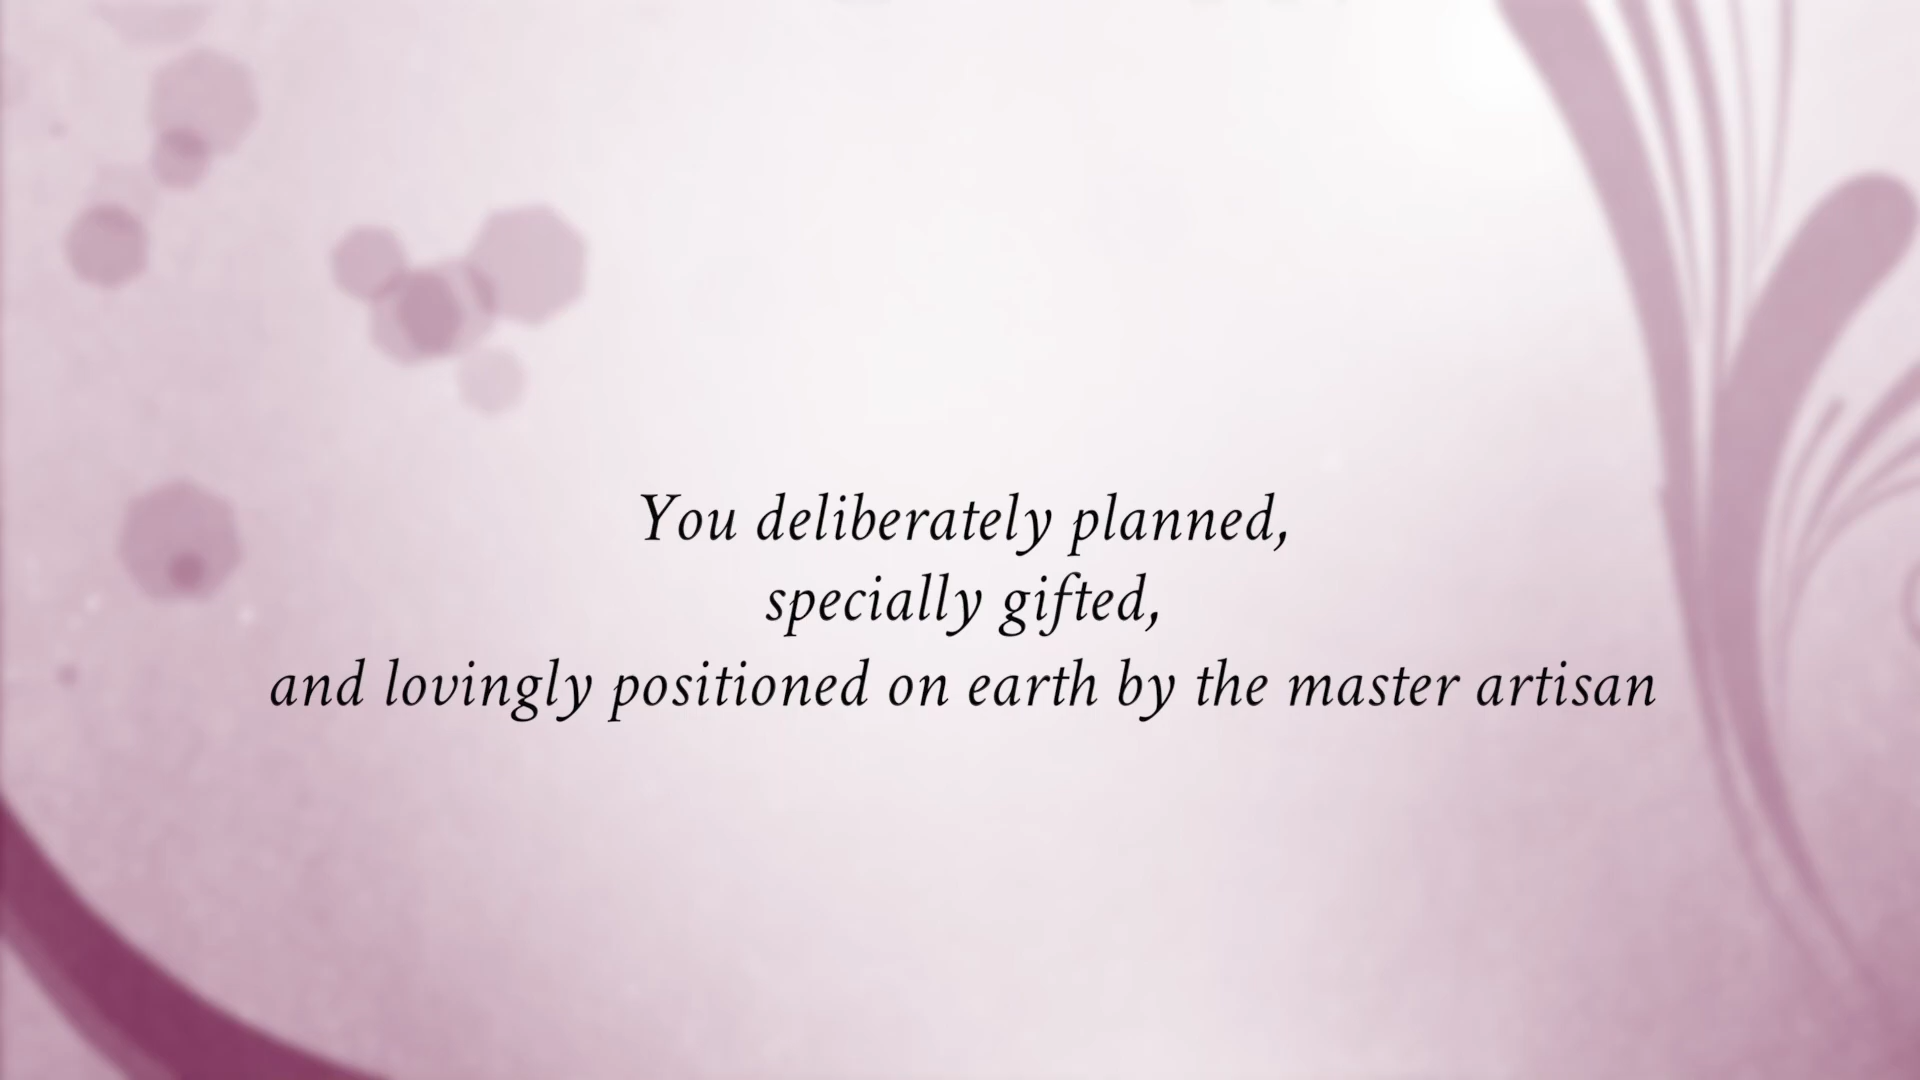 You deliberately planned,
specially gifted,
and lovingly positioned on earth by the master artisan